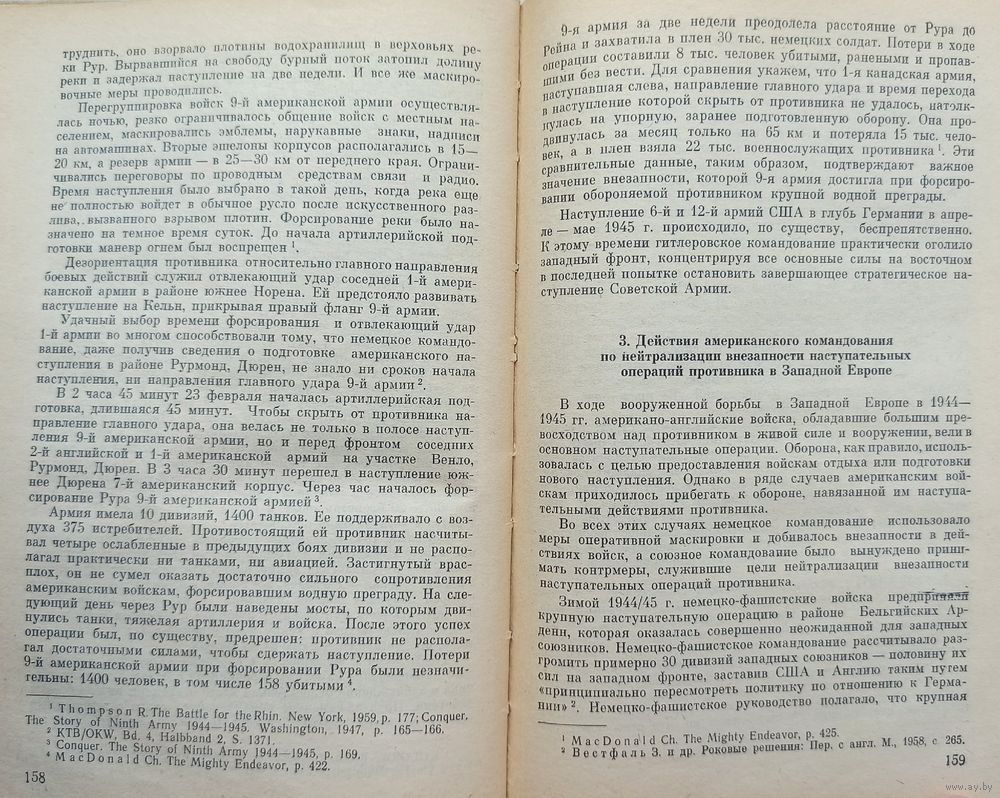 труднить, оно взорвало плотины водохранилищ в верховьях ре-
ки Рур. Вырвавшийся на свободу бурный поток затопил долину
реки и задержал наступление на две недели. И все же маскиро-
вочные меры проводились.
Перегруппировка войск 9-й американской армии осуществля-
лась ночью, резко ограничивалось общение войск с местным на-
селением, маскировались эмблемы, нарукавные знаки, надписи
на автомашинах. Вторые эшелоны корпусов располагались в 15—
20 км, а резерв армии — в 25—30 км от переднего края. Ограни-
чивались переговоры по проводным средствам связи и радио.
Время наступления было выбрано в такой день, когда река еще
не полностью войдет в обычное русло после искусственного раз-
лива, вызванного взрывом плотин. Форсирование реки было на-
значено на темное время суток. До начала артиллерийской под-
готовки маневр огнем был воспрещен ¹.
Дезориентация противника относительно главного направления
боевых действий служил отвлекающий удар соседней 1-й амери-
канской армии в районе южнее Норена. Ей предстояло развивать
наступление на Кельн, прикрывая правый фланг 9-й армии.
Удачный выбор времени форсирования и отвлекающий удар
1-й армии во многом способствовали тому, что немецкое командо-
вание, даже получив сведения о подготовке американского на-
ступления в районе Рурмонд, Дюрен, не знало ни сроков начала
наступления, ни направления главного удара 9-й армии ².
В 2 часа 45 минут 23 февраля началась артиллерийская под-
готовка, длившаяся 45 минут. Чтобы скрыть от противника на-
правление главного удара, она велась не только в полосе наступ-
ления 9-й американской армии, но и перед фронтом соседних
2-й английской и 1-й американской армий на участке Венло,
Рурмонд, Дюрен. В 3 часа 30 минут перешел в наступление юж-
нее Дюрена 7-й американский корпус. Через час началось фор-
сирование Рура 9-й американской армией ³.
Армия имела 10 дивизий, 1400 танков. Ее поддерживало с воз-
духа 375 истребителей. Противостоящий ей противник насчиты-
вал четыре ослабленные в предыдущих боях дивизии и не распо-
лагал практически ни танками, ни авиацией. Застигнутый врас-
плох, он не сумел оказать достаточно сильного сопротивления
американским войскам, форсировавшим водную преграду. На сле-
дующий день через Рур были наведены мосты, по которым дви-
нулись танки, тяжелая артиллерия и войска. После этого успех
операции был, по существу, предрешен: противник не распола-
гал достаточными силами, чтобы сдержать наступление. Потери
9-й американской армии при форсировании Рура были незначи-
тельны: 1400 человек, в том числе 158 убитыми ⁴.
¹ Thompson R. The Battle for the Rhin. New York, 1959, p. 177; Conquer,
The Story of Ninth Army 1944—1945. Washington, 1947, p. 165—166.
² KTB/OKW, Bd. 4, Halbband 2, S. 1371.
³ Conquer. The Story of Ninth Army 1944—1945, p. 169.
⁴ MacDonald Ch. The Mighty Endeavor, p. 422.
158
9-я армия за две недели преодолела расстояние от Рура до
Рейна и захватила в плен 30 тыс. немецких солдат. Потери в ходе
операции составили 8 тыс. человек убитыми, ранеными и пропав-
шими без вести. Для сравнения укажем, что 1-я канадская армия,
наступавшая слева, направление главного удара и время перехода
в наступление которой скрыть от противника не удалось, натолк-
нулась на упорную, заранее подготовленную оборону. Она про-
двинулась за месяц только на 65 км и потеряла 15 тыс. чело-
век, а в плен взяла 22 тыс. военнослужащих противника ¹. Эти
сравнительные данные, таким образом, подтверждают важное
значение внезапности, которой 9-я армия достигла при форсиро-
вании обороняемой противником крупной водной преграды.
Наступление 6-й и 12-й армий США в глубь Германии в апре-
ле — мае 1945 г. происходило, по существу, беспрепятственно.
К этому времени гитлеровское командование практически оголило
западный фронт, концентрируя все основные силы на восточном
в последней попытке остановить завершающее стратегическое на-
ступление Советской Армии.
3. Действия американского командования
по нейтрализации внезапности наступательных
операций противника в Западной Европе
В ходе вооруженной борьбы в Западной Европе в 1944—
1945 гг. американо-английские войска, обладавшие большим пре-
восходством над противником в живой силе и вооружении, вели в
основном наступательные операции. Оборона, как правило, исполь-
зовалась с целью предоставления войскам отдыха или подготовки
нового наступления. Однако в ряде случаев американским вой-
скам приходилось прибегать к обороне, навязанной им наступа-
тельными действиями противника.
Во всех этих случаях немецкое командование использовало
меры оперативной маскировки и добивалось внезапности в дей-
ствиях войск, а союзное командование было вынуждено прини-
мать контрмеры, служившие цели нейтрализации внезапности
наступательных операций противника.
Зимой 1944/45 г. немецко-фашистские войска предприняли
крупную наступательную операцию в районе Бельгийских Ар-
денн, которая оказалась совершенно неожиданной для западных
союзников. Немецко-фашистское командование рассчитывало раз-
громить примерно 30 дивизий западных союзников — половину их
сил на западном фронте, заставив США и Англию таким путем
«принципиально пересмотреть политику по отношению к Герма-
нии» ². Немецко-фашистское руководство полагало, что крупная
¹ MacDonald Ch. The Mighty Endeavor, p. 425.
² Вестфаль З. и др. Роковые решения: Пер. с англ. М., 1958, с 265.
159
www.ay.by